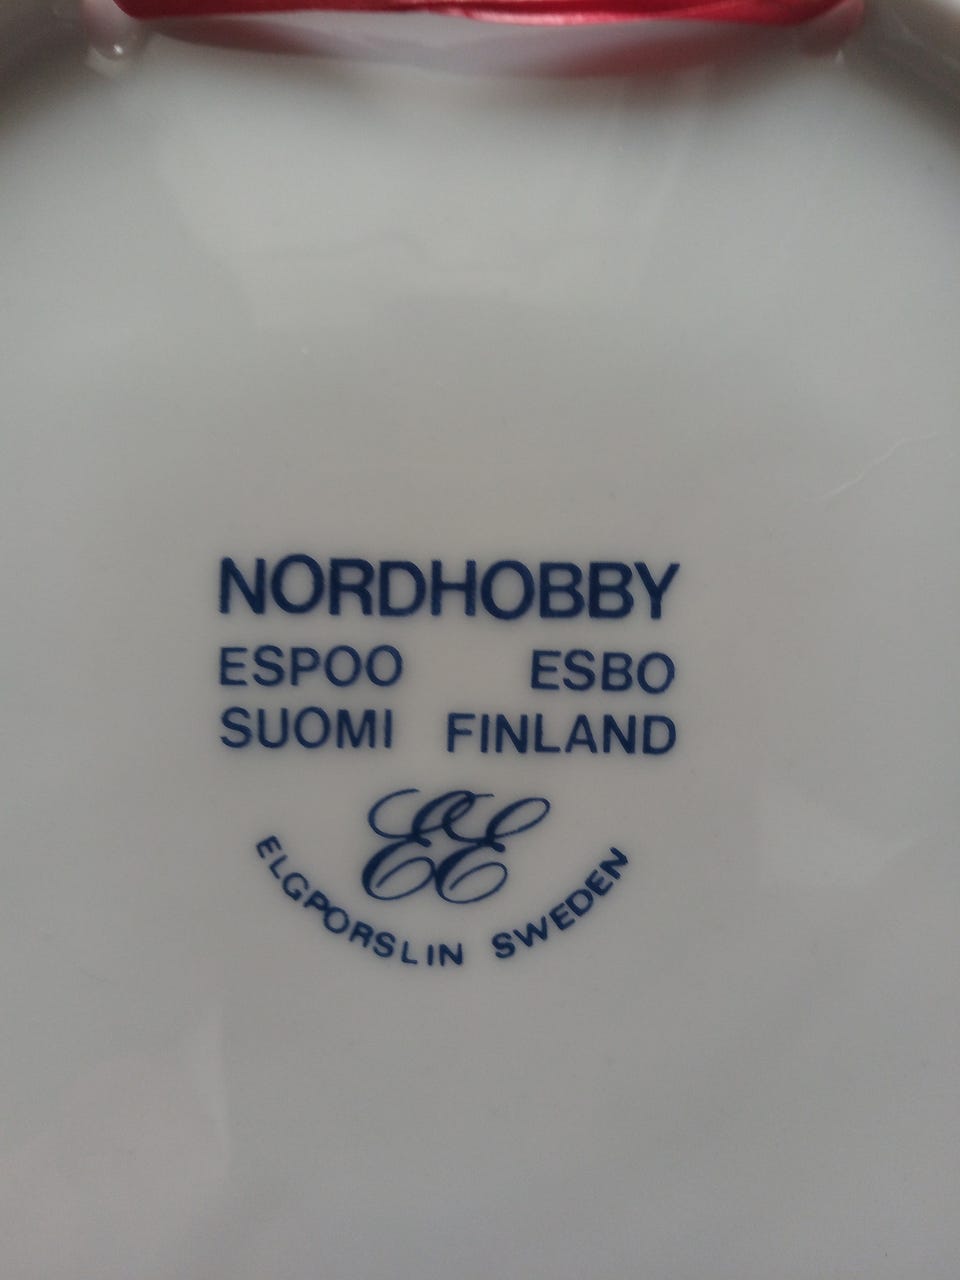 NORDHOBBY
ESPOO ESBO
SUOMI FINLAND
EE
ELGPORSLIN SWEDEN